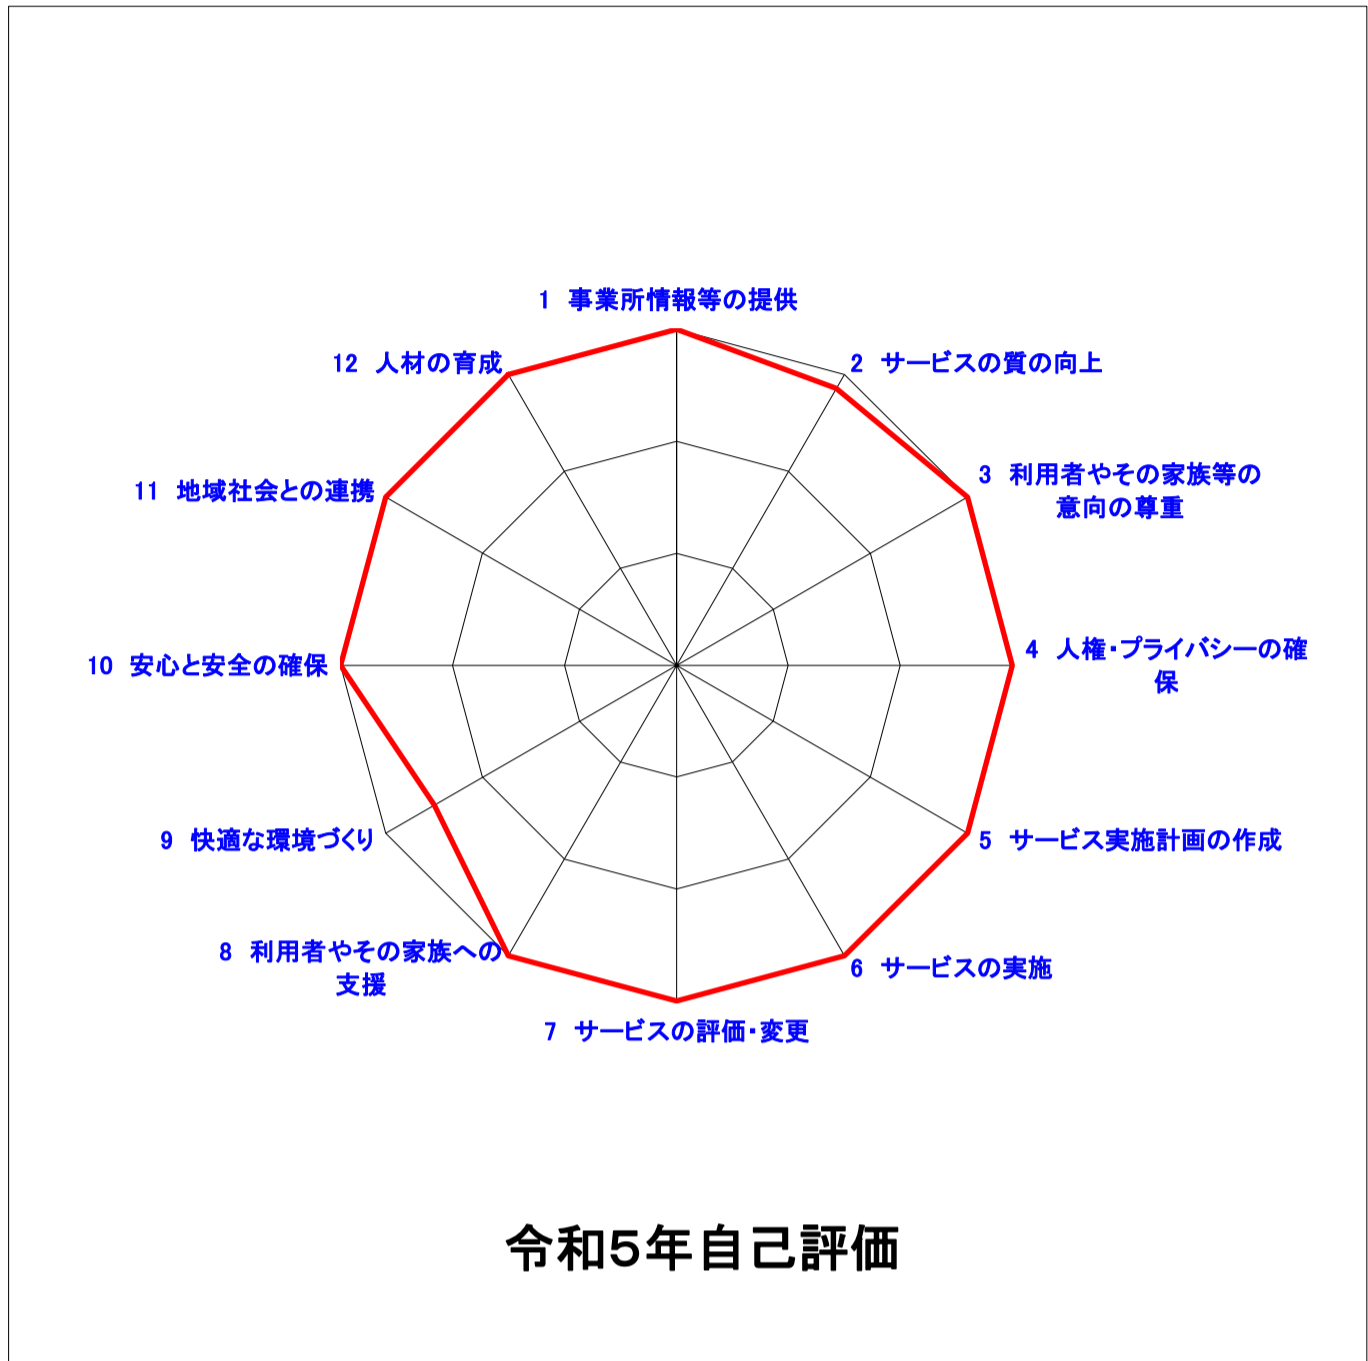 1 事業所情報等の提供
2 サービスの質の向上
3 利用者やその家族等の
意向の尊重
4 人権・プライバシーの確
保
5 サービス実施計画の作成
6 サービスの実施
7 サービスの評価・変更
8 利用者やその家族への
支援
9 快適な環境づくり
10 安心と安全の確保
11 地域社会との連携
12 人材の育成
令和5年自己評価